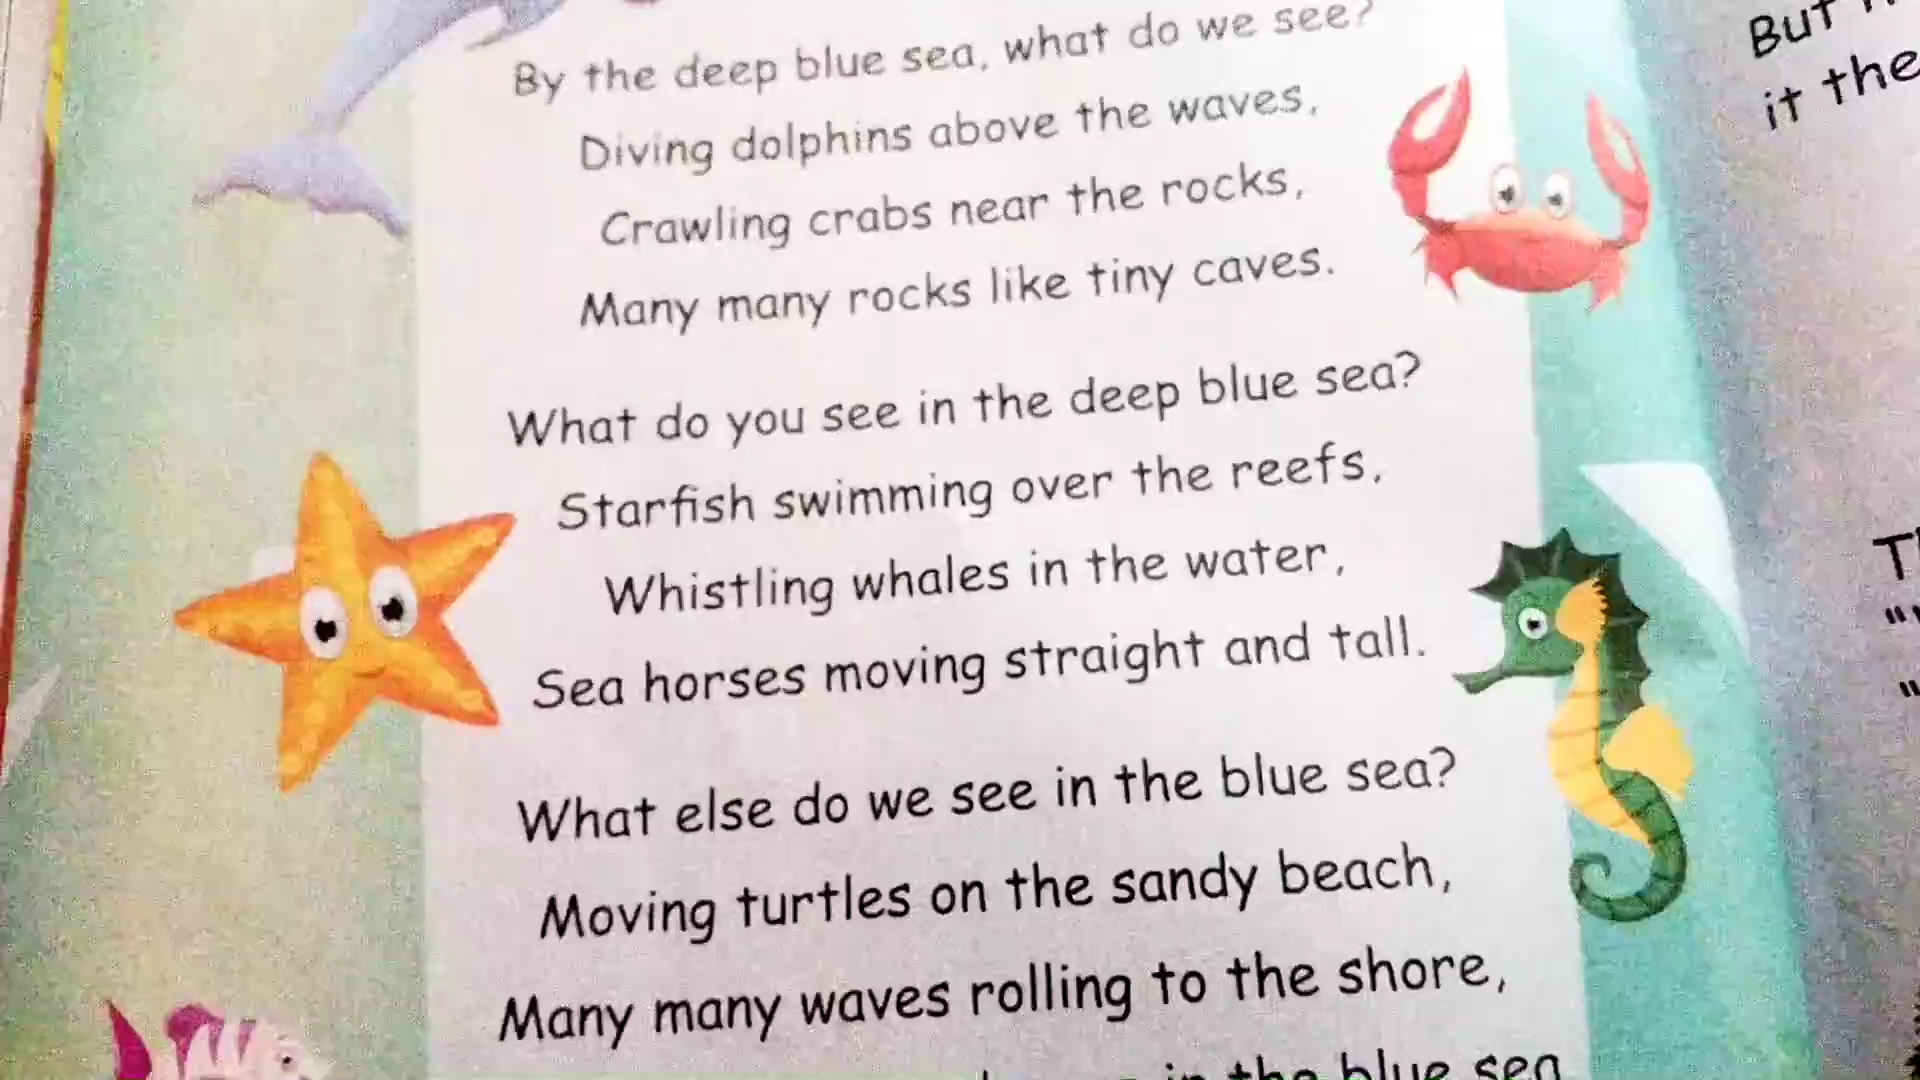 By the deep blue sea, what do we see?
Diving dolphins above the waves,
Crawling crabs near the rocks,
Many many rocks like tiny caves.
What do you see in the deep blue sea?
Starfish swimming over the reefs,
Whistling whales in the water,
Sea horses moving straight and tall.
What else do we see in the blue sea?
Moving turtles on the sandy beach,
Many many waves rolling to the shore,
in the blue sea
But
it the